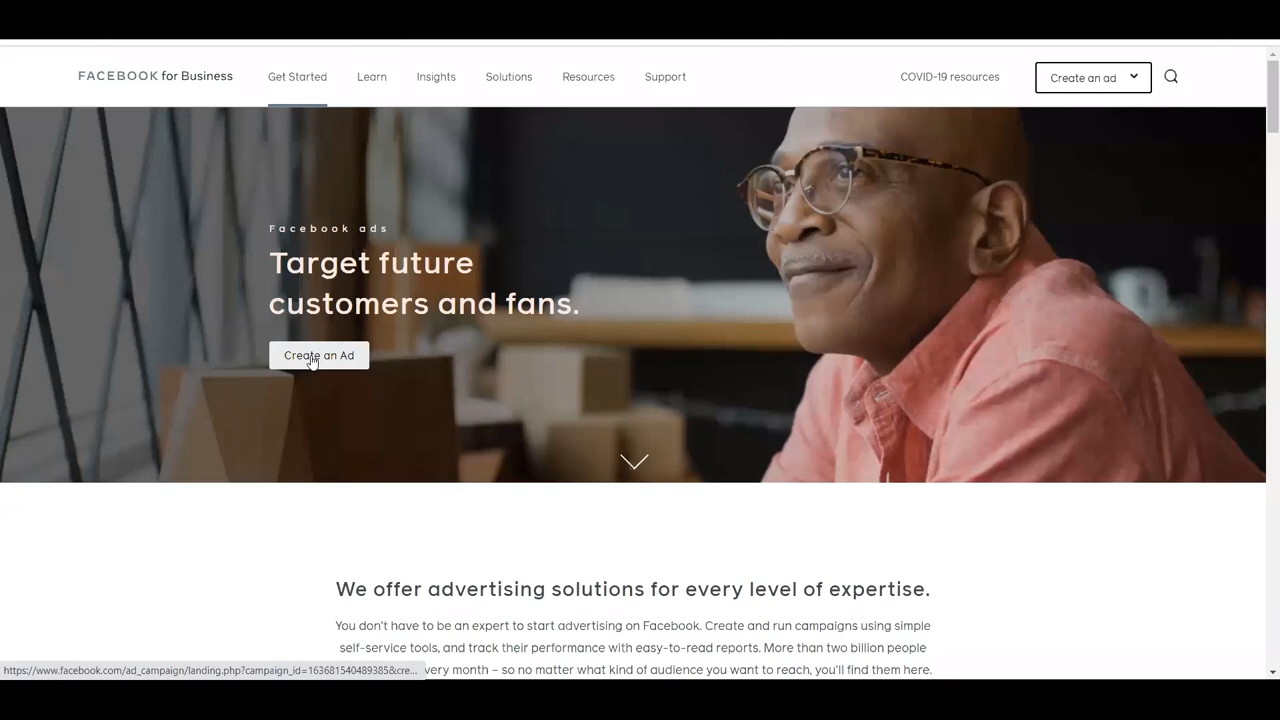 FACEBOOK for Business
Get Started
Learn
Insights
Solutions
Resources
Support
COVID-19 resources
Create an ad
Facebook ads
Target future
customers and fans.
Create an Ad
We offer advertising solutions for every level of expertise.
You don't have to be an expert to start advertising on Facebook. Create and run campaigns using simple
self-service tools, and track their performance with easy-to-read reports. More than two billion people
every month – so no matter what kind of audience you want to reach, you'll find them here.
https://www.facebook.com/ad_campaign/landing.php?campaign_id=163681540489385&cre...